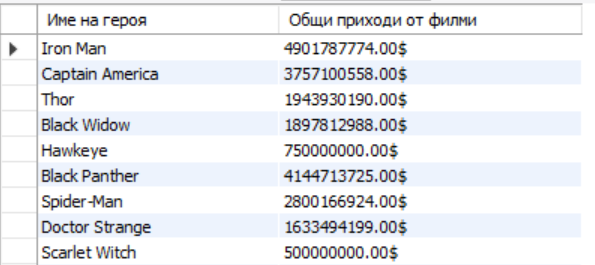 Име на героя Общи приходи от филми
Iron Man 4901787774.00$
Captain America 3757100558.00$
Thor 1943930190.00$
Black Widow 1897812988.00$
Hawkeye 750000000.00$
Black Panther 4144713725.00$
Spider-Man 2800166924.00$
Doctor Strange 1633494199.00$
Scarlet Witch 500000000.00$